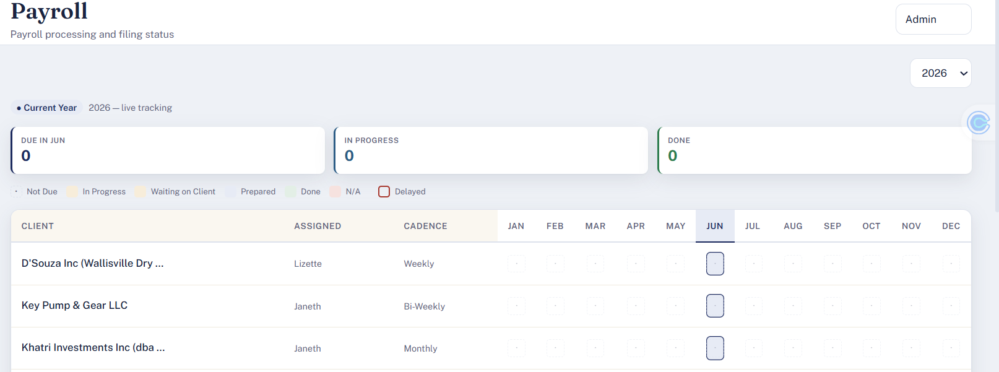 Payroll
Payroll processing and filing status
Admin
2026
• Current Year 2026 — live tracking
DUE IN JUN
0
IN PROGRESS
0
DONE
0
Not Due In Progress Waiting on Client Prepared Done N/A Delayed
CLIENT ASSIGNED CADENCE JAN FEB MAR APR MAY JUN JUL AUG SEP OCT NOV DEC
D'Souza Inc (Wallisville Dry ... Lizette Weekly
Key Pump & Gear LLC Janeth Bi-Weekly
Khatri Investments Inc (dba ... Janeth Monthly